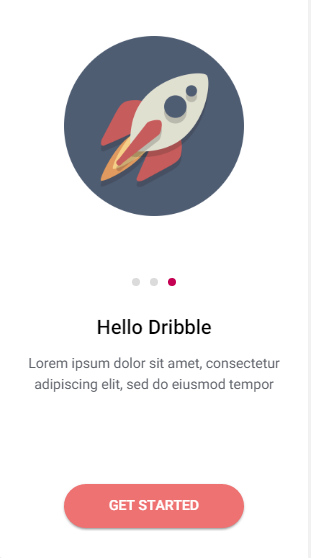 Hello Dribble
Lorem ipsum dolor sit amet, consectetur
adipiscing elit, sed do eiusmod tempor
GET STARTED